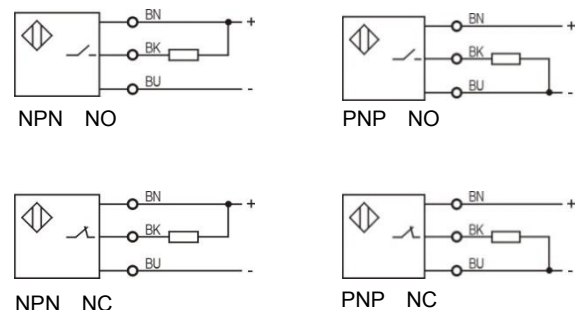 BN +
BK
BU -
NPN NO
BN +
BK
BU -
PNP NO
BN +
BK
BU -
NPN NC
BN +
BK
BU -
PNP NC